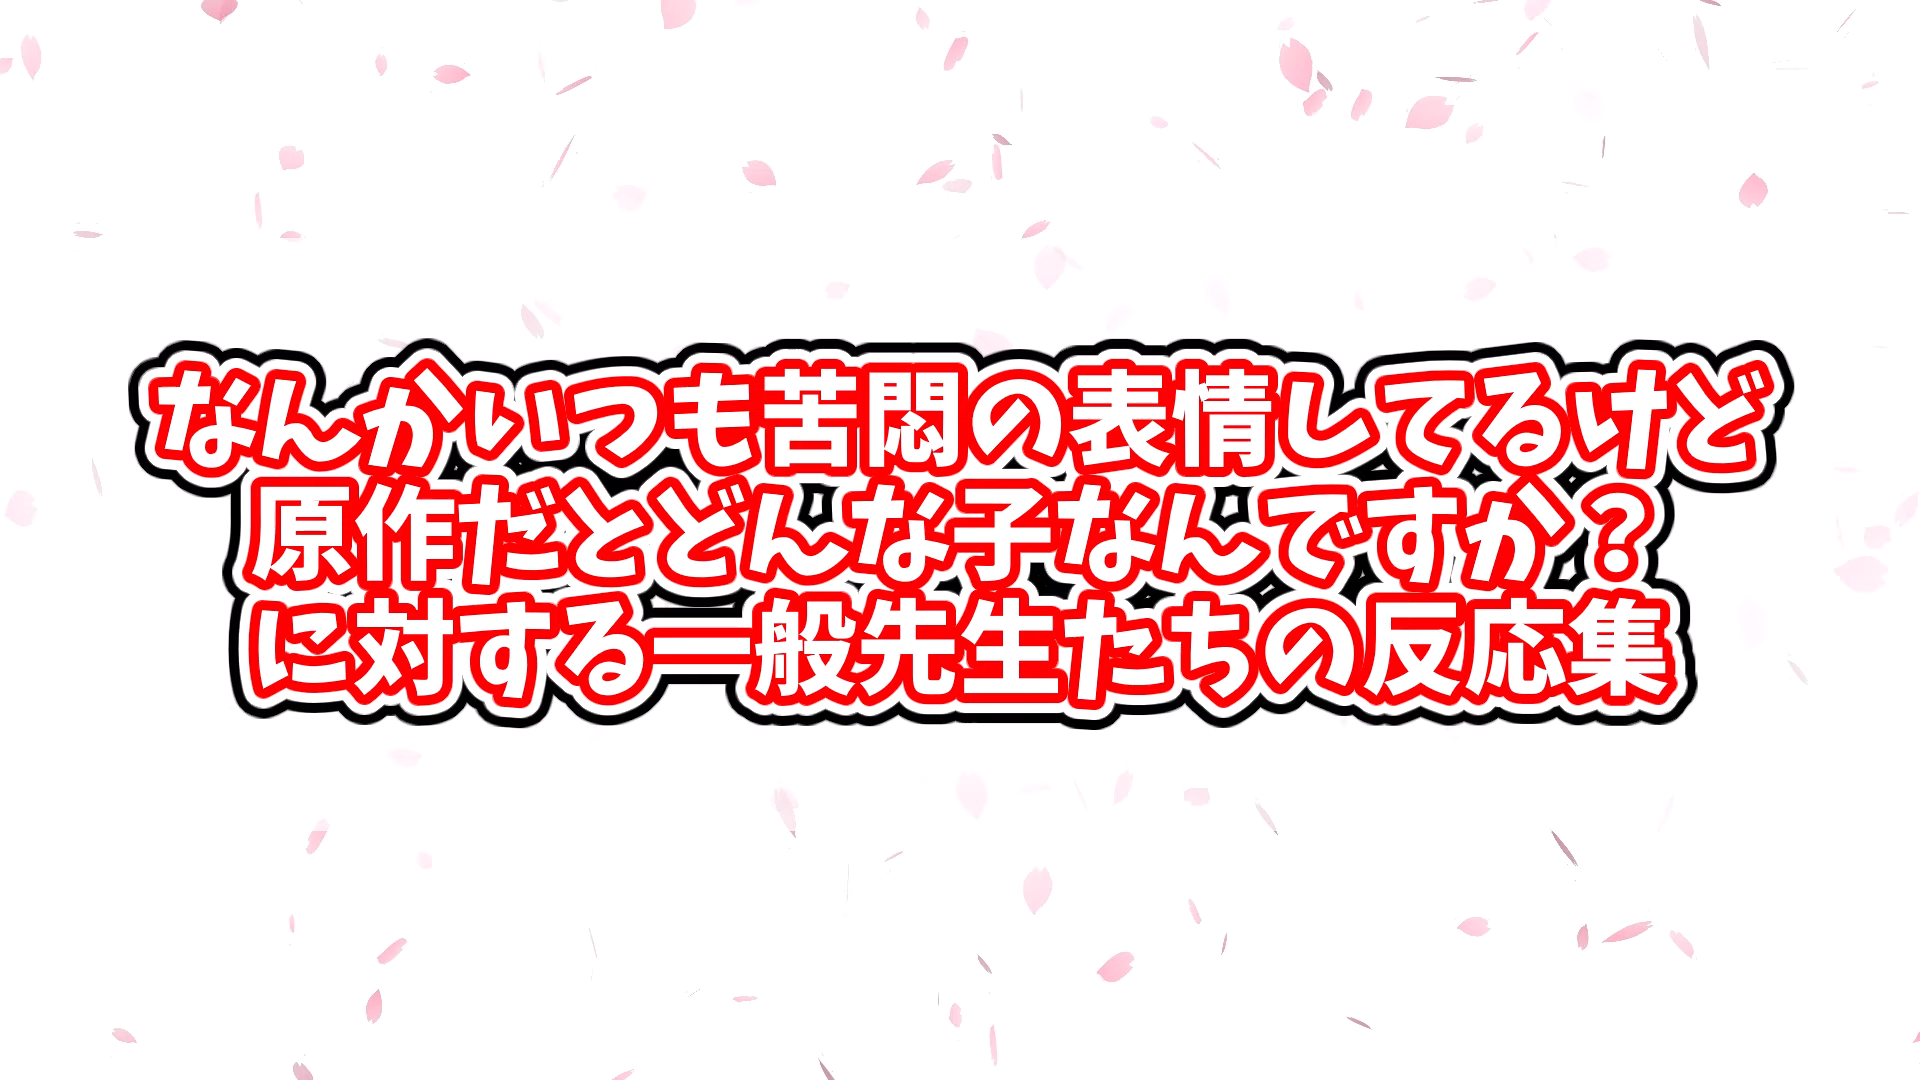 なんかいつも苦悶の表情してるけど
原作だとどんな子なんですか？
に対する一般先生たちの反応集